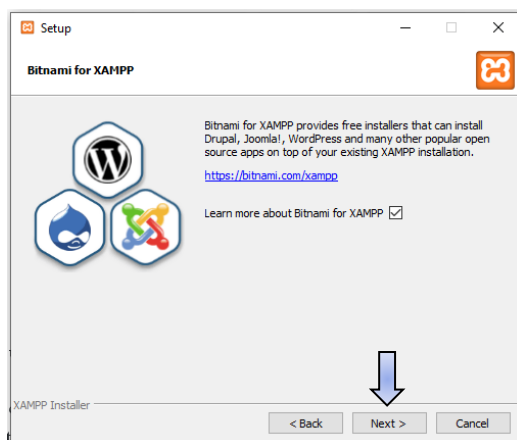 Setup
Bitnami for XAMPP
Bitnami for XAMPP provides free installers that can install
Drupal, Joomla!, WordPress and many other popular open
source apps on top of your existing XAMPP installation.
https://bitnami.com/xampp
Learn more about Bitnami for XAMPP
XAMPP Installer
< Back Next > Cancel